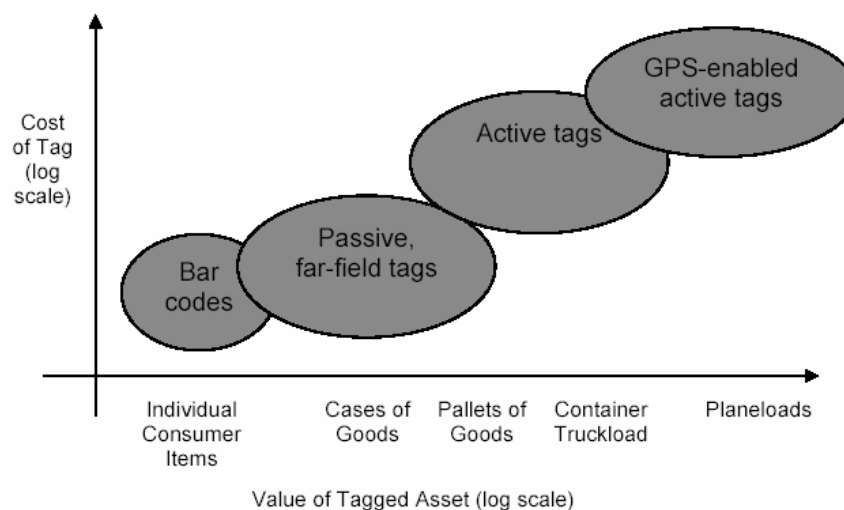 GPS-enabled
active tags
Active tags
Cost
of Tag
(log
scale)
Passive,
far-field tags
Bar
codes
Individual
Consumer
Items
Cases of
Goods
Pallets of
Goods
Container
Truckload
Planeloads
Value of Tagged Asset (log scale)